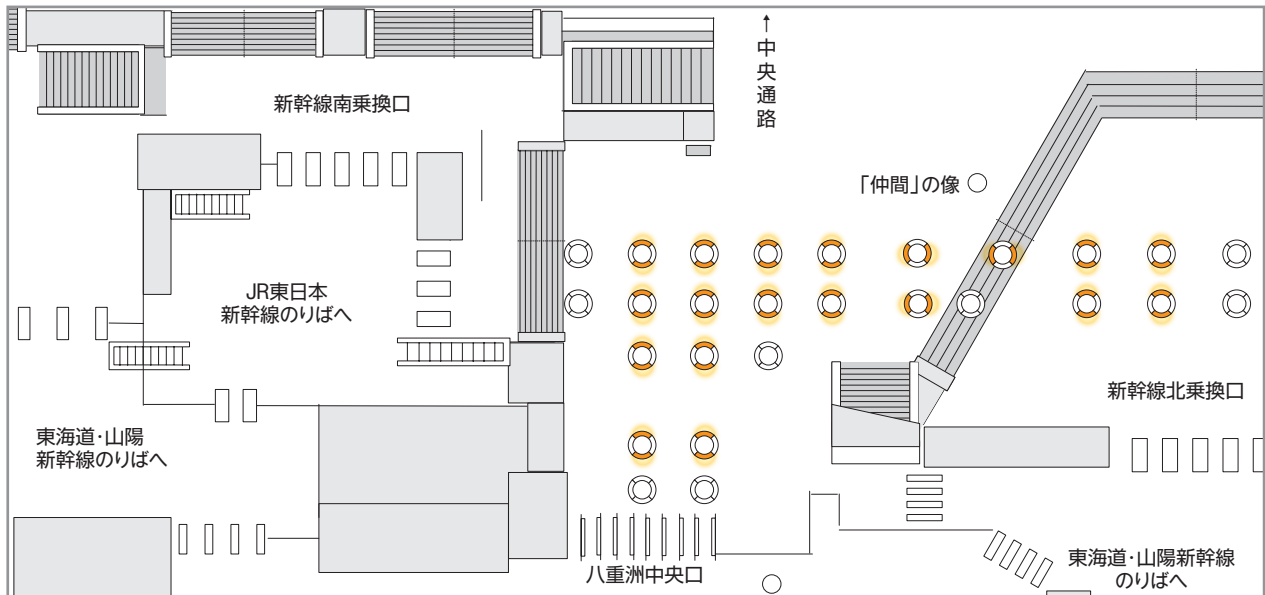 ↑中央通路
新幹線南乗換口
「仲間」の像
JR東日本
新幹線のりばへ
新幹線北乗換口
東海道・山陽
新幹線のりばへ
八重洲中央口
東海道・山陽新幹線
のりばへ